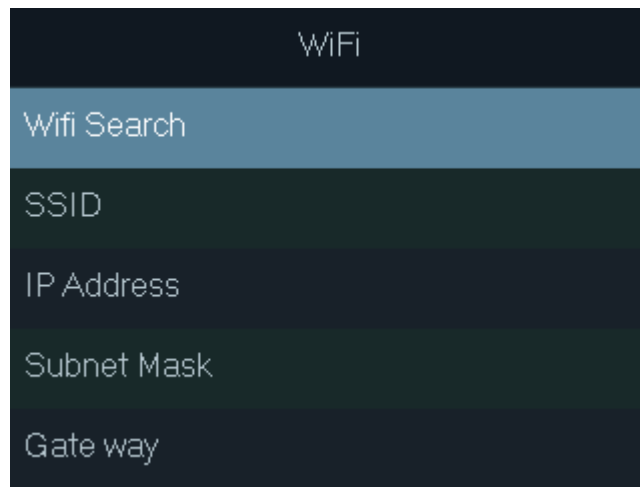 WiFi
Wifi Search
SSID
IP Address
Subnet Mask
Gate way